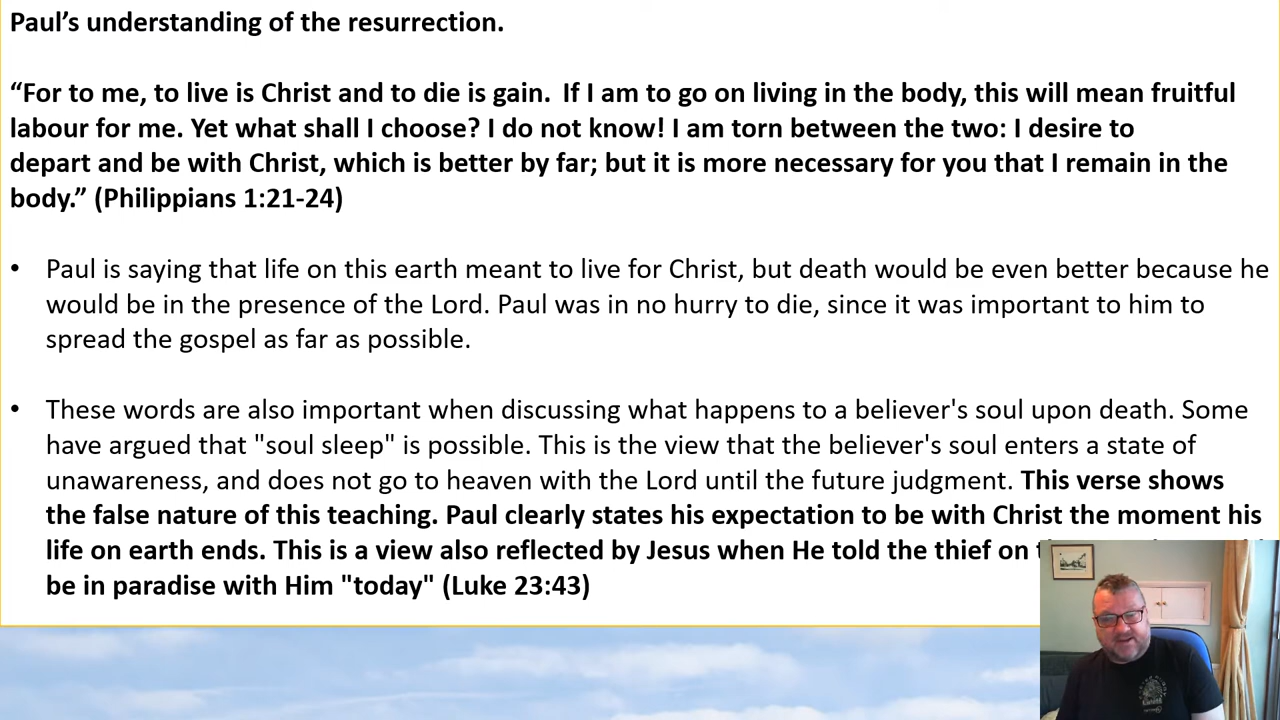 Paul’s understanding of the resurrection.
“For to me, to live is Christ and to die is gain. If I am to go on living in the body, this will mean fruitful
labour for me. Yet what shall I choose? I do not know! I am torn between the two: I desire to
depart and be with Christ, which is better by far; but it is more necessary for you that I remain in the
body.” (Philippians 1:21-24)
• Paul is saying that life on this earth meant to live for Christ, but death would be even better because he
would be in the presence of the Lord. Paul was in no hurry to die, since it was important to him to
spread the gospel as far as possible.
• These words are also important when discussing what happens to a believer's soul upon death. Some
have argued that "soul sleep" is possible. This is the view that the believer's soul enters a state of
unawareness, and does not go to heaven with the Lord until the future judgment. This verse shows
the false nature of this teaching. Paul clearly states his expectation to be with Christ the moment his
life on earth ends. This is a view also reflected by Jesus when He told the thief on
be in paradise with Him "today" (Luke 23:43)